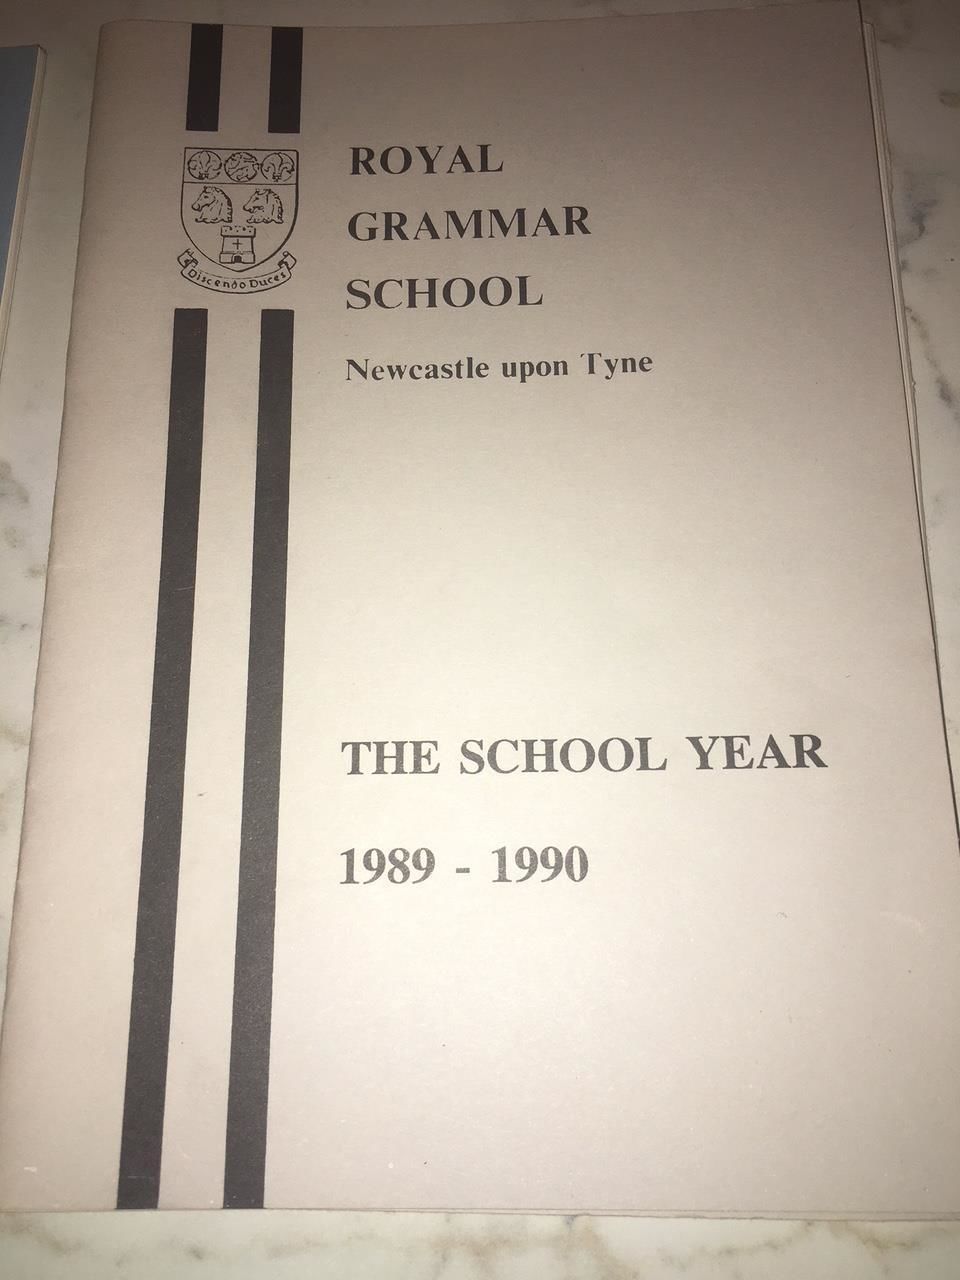 ROYAL
GRAMMAR
SCHOOL
Discendo Duces
Newcastle upon Tyne
THE SCHOOL YEAR
1989 - 1990